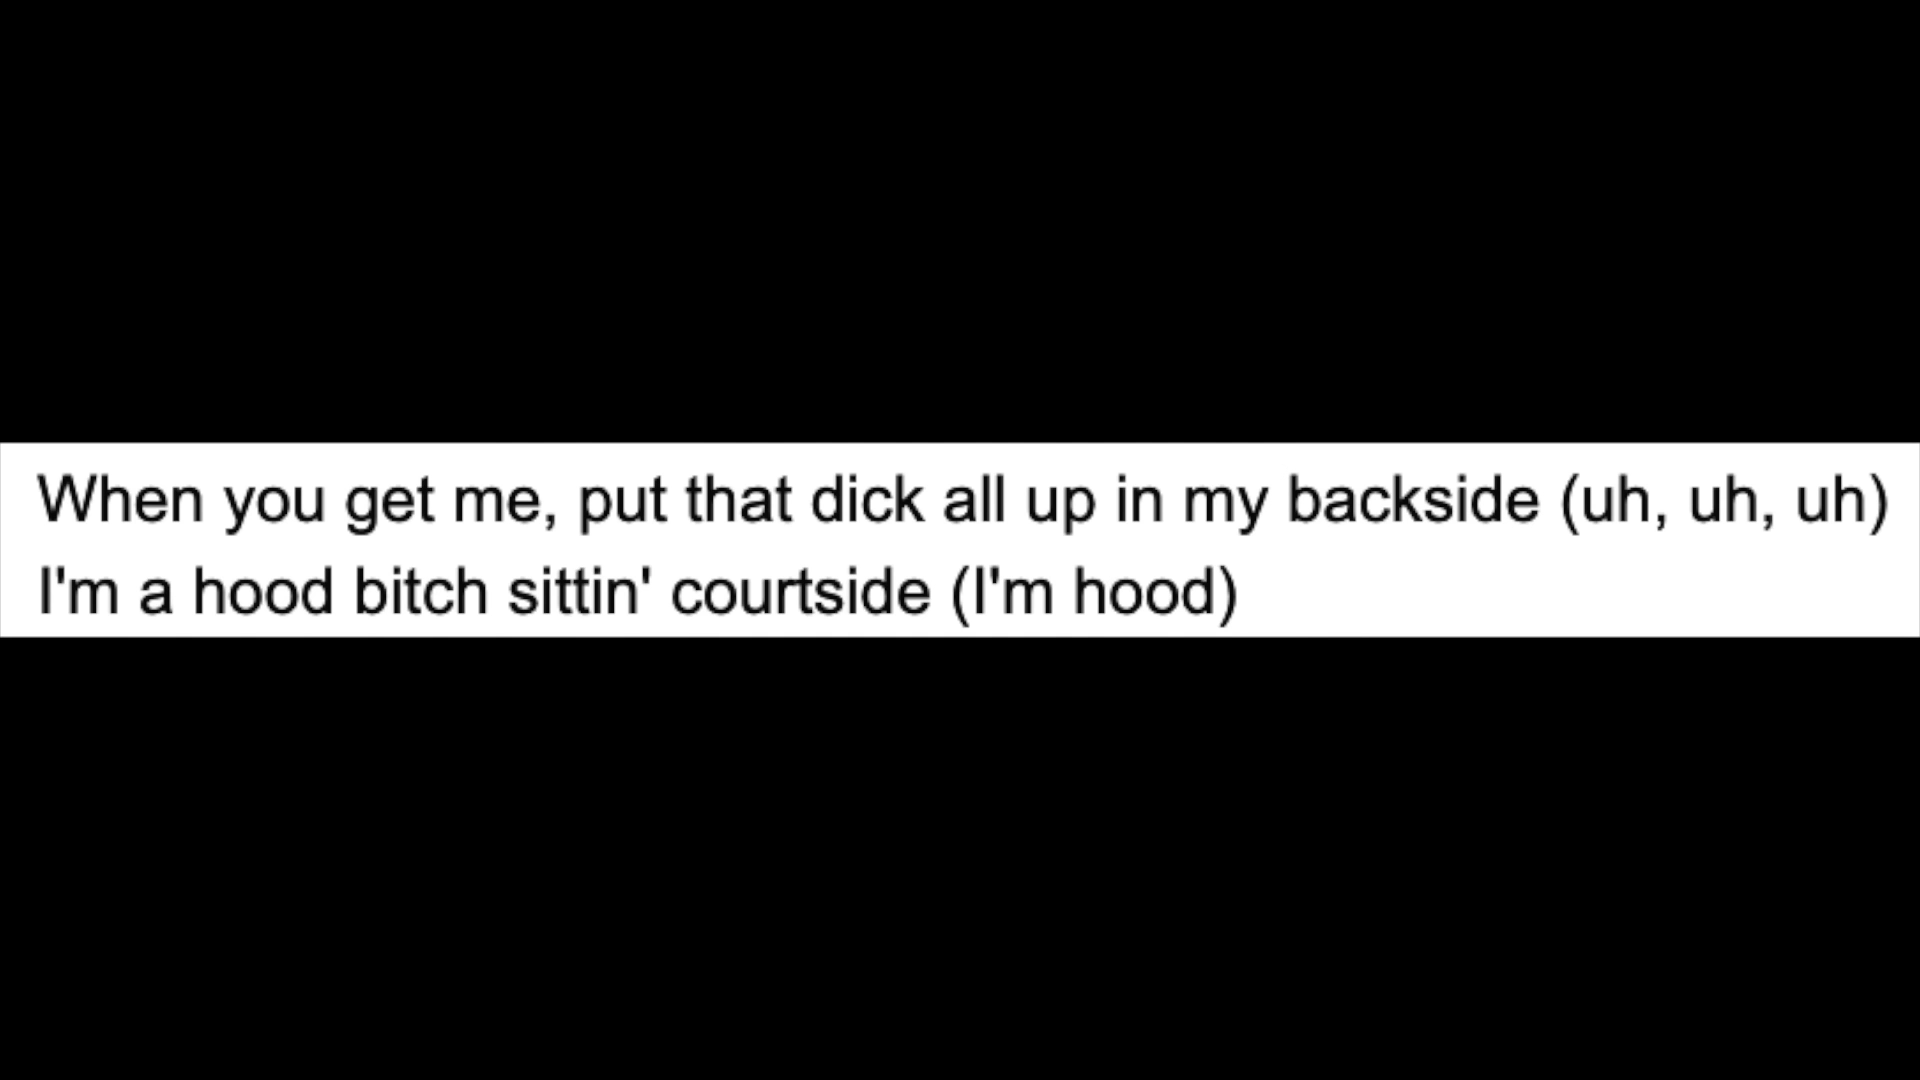 When you get me, put that dick all up in my backside (uh, uh, uh)
I'm a hood bitch sittin' courtside (I'm hood)